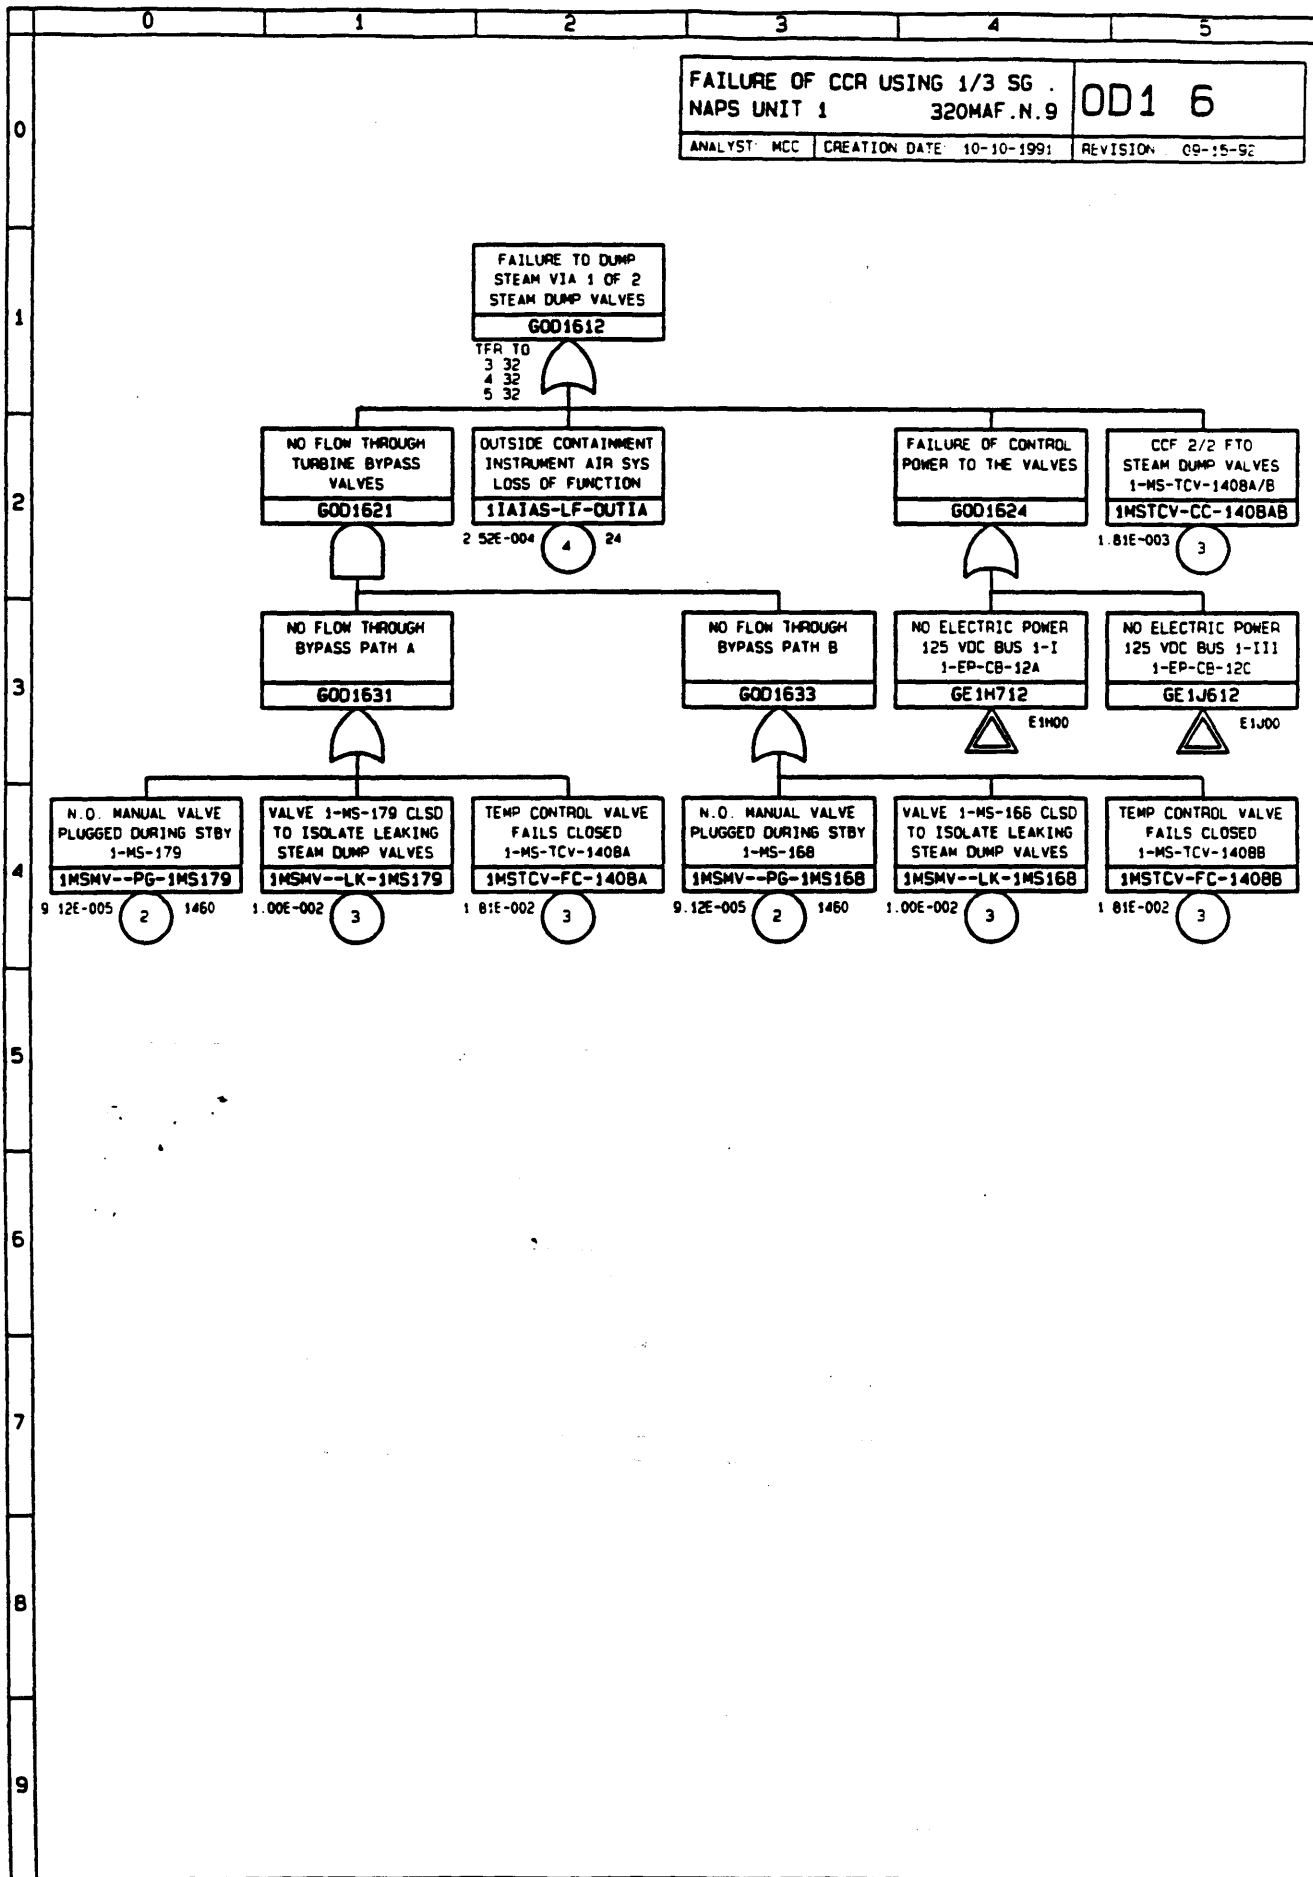 0 1 2 3 4 5
FAILURE OF CCR USING 1/3 SG .
NAPS UNIT 1 320MAF.N.9
OD1 6
ANALYST: MCC CREATION DATE: 10-10-1991 REVISION: 09-15-92
0
FAILURE TO DUMP
STEAM VIA 1 OF 2
STEAM DUMP VALVES
GOD1612
1
TFR TO
3 32
4 32
5 32
NO FLOW THROUGH
TURBINE BYPASS
VALVES
GOD1621
OUTSIDE CONTAINMENT
INSTRUMENT AIR SYS
LOSS OF FUNCTION
1IAIAS-LF-OUTIA
2 52E-004 4 24
FAILURE OF CONTROL
POWER TO THE VALVES
GOD1624
CCF 2/2 FTO
STEAM DUMP VALVES
1-MS-TCV-1408A/B
1MSTCV-CC-1408AB
1.81E-003 3
2
NO FLOW THROUGH
BYPASS PATH A
GOD1631
NO FLOW THROUGH
BYPASS PATH B
GOD1633
NO ELECTRIC POWER
125 VDC BUS 1-I
1-EP-CB-12A
GE1H712
E1H00
NO ELECTRIC POWER
125 VDC BUS 1-III
1-EP-CB-12C
GE1J612
E1J00
3
N.O. MANUAL VALVE
PLUGGED DURING STBY
1-MS-179
1MSMV--PG-1MS179
9 12E-005 2 1460
VALVE 1-MS-179 CLSD
TO ISOLATE LEAKING
STEAM DUMP VALVES
1MSMV--LK-1MS179
1.00E-002 3
TEMP CONTROL VALVE
FAILS CLOSED
1-MS-TCV-1408A
1MSTCV-FC-1408A
1 81E-002 3
N.O. MANUAL VALVE
PLUGGED DURING STBY
1-MS-168
1MSMV--PG-1MS168
9.12E-005 2 1460
VALVE 1-MS-168 CLSD
TO ISOLATE LEAKING
STEAM DUMP VALVES
1MSMV--LK-1MS168
1.00E-002 3
TEMP CONTROL VALVE
FAILS CLOSED
1-MS-TCV-1408B
1MSTCV-FC-1408B
1 81E-002 3
4
5
6
7
8
9